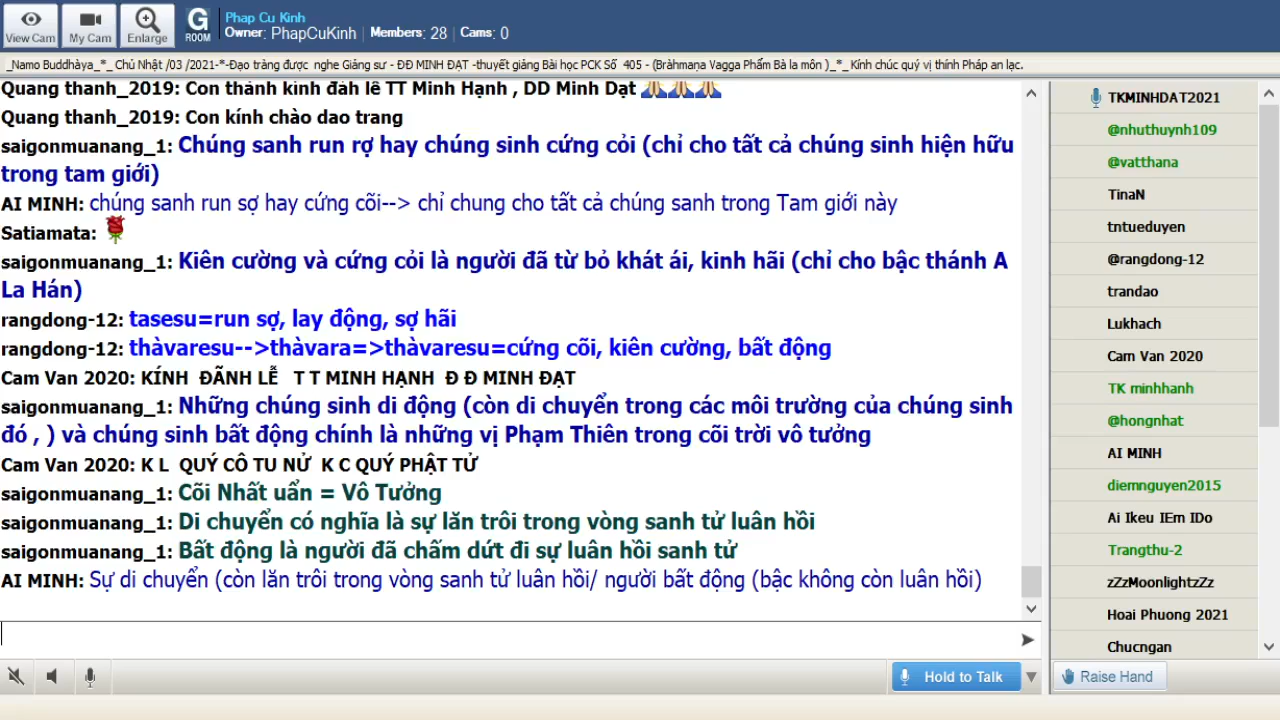 View Cam
My Cam
Enlarge
G
ROOM
Phap Cu Kinh
Owner: PhapCuKinh | Members: 28 | Cams: 0
_Namo Buddhàya_*_ Chủ Nhật /03 /2021-*-Đạo tràng được nghe Giảng sư - ĐĐ MINH ĐẠT -thuyết giảng Bài học PCK Số 405 - (Bràhmaṇa Vagga Phẩm Bà la môn )_*_ Kính chúc quý vị thính Pháp an lạc.
Quang thanh_2019: Con thành kính đảh lê TT Minh Hạnh , DD Minh Dạt 🙏🙏🙏
Quang thanh_2019: Con kính chào dao trang
saigonmuanang_1: Chúng sanh run rợ hay chúng sinh cứng cỏi (chỉ cho tất cả chúng sinh hiện hữu
trong tam giới)
AI MINH: chúng sanh run sợ hay cứng cõi--> chỉ chung cho tất cả chúng sanh trong Tam giới này
Satiamata: 🌹
saigonmuanang_1: Kiên cường và cứng cỏi là người đã từ bỏ khát ái, kinh hãi (chỉ cho bậc thánh A
La Hán)
rangdong-12: tasesu=run sợ, lay động, sợ hãi
rangdong-12: thàvaresu-->thàvara=>thàvaresu=cứng cõi, kiên cường, bất động
Cam Van 2020: KÍNH ĐÃNH LỄ T T MINH HẠNH Đ Đ MINH ĐẠT
saigonmuanang_1: Những chúng sinh di động (còn di chuyển trong các môi trường của chúng sinh
đó , ) và chúng sinh bất động chính là những vị Phạm Thiên trong cõi trời vô tưởng
Cam Van 2020: K L QUÝ CÔ TU NỬ K C QUÝ PHẬT TỬ
saigonmuanang_1: Cõi Nhất uẩn = Vô Tưởng
saigonmuanang_1: Di chuyển có nghĩa là sự lăn trôi trong vòng sanh tử luân hồi
saigonmuanang_1: Bất động là người đã chấm dứt đi sự luân hồi sanh tử
AI MINH: Sự di chuyển (còn lăn trôi trong vòng sanh tử luân hồi/ người bất động (bậc không còn luân hồi)
Hold to Talk
TKMINHDAT2021
@nhuthuynh109
@vatthana
TinaN
tntueduyen
@rangdong-12
trandao
Lukhach
Cam Van 2020
TK minhhanh
@hongnhat
AI MINH
diemnguyen2015
Ai Ikeu IEm IDo
Trangthu-2
zZzMoonlightzZz
Hoai Phuong 2021
Chucngan
Raise Hand